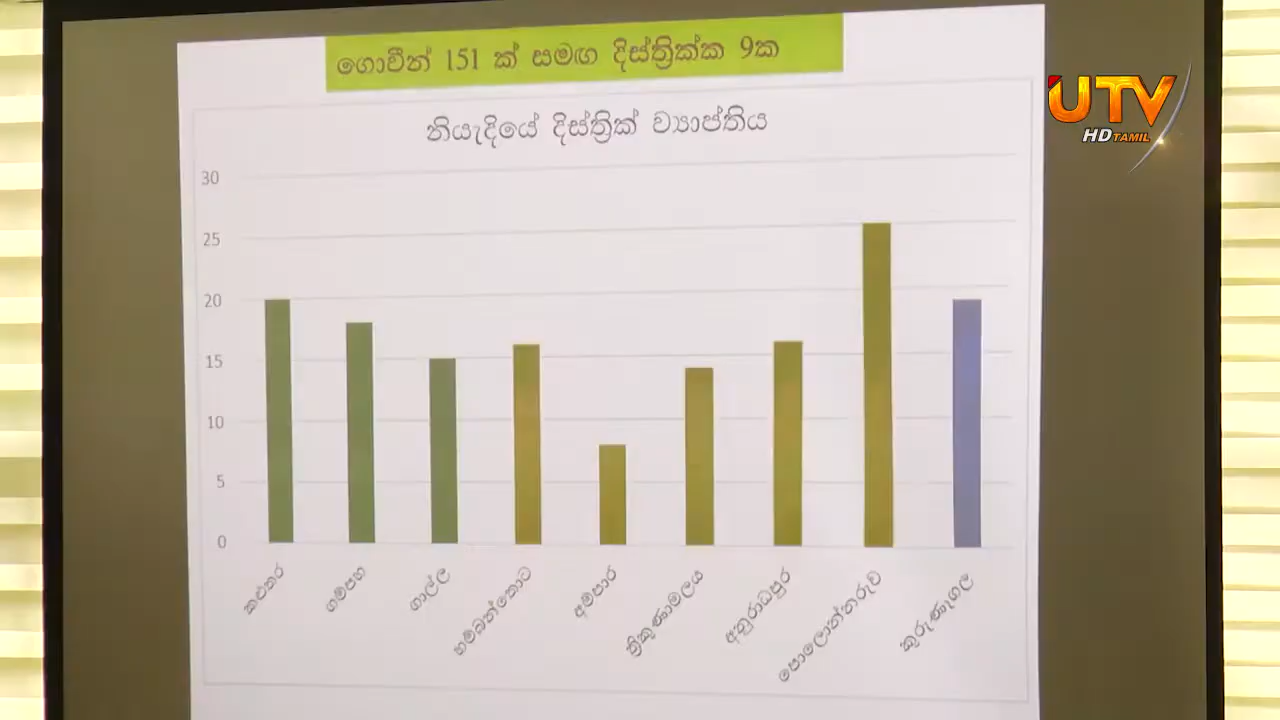 ගොවීන් 151 ක් සමඟ දිස්ත්‍රික්ක 9ක
UTV
HD TAMIL
නියැදියේ දිස්ත්‍රික් ව්‍යාප්තිය
30
25
20
15
10
5
0
කළුතර
ගම්පහ
ගාල්ල
හම්බන්තොට
අම්පාර
ත්‍රිකුණාමලය
අනුරාධපුර
පොලොන්නරුව
කුරුණෑගල